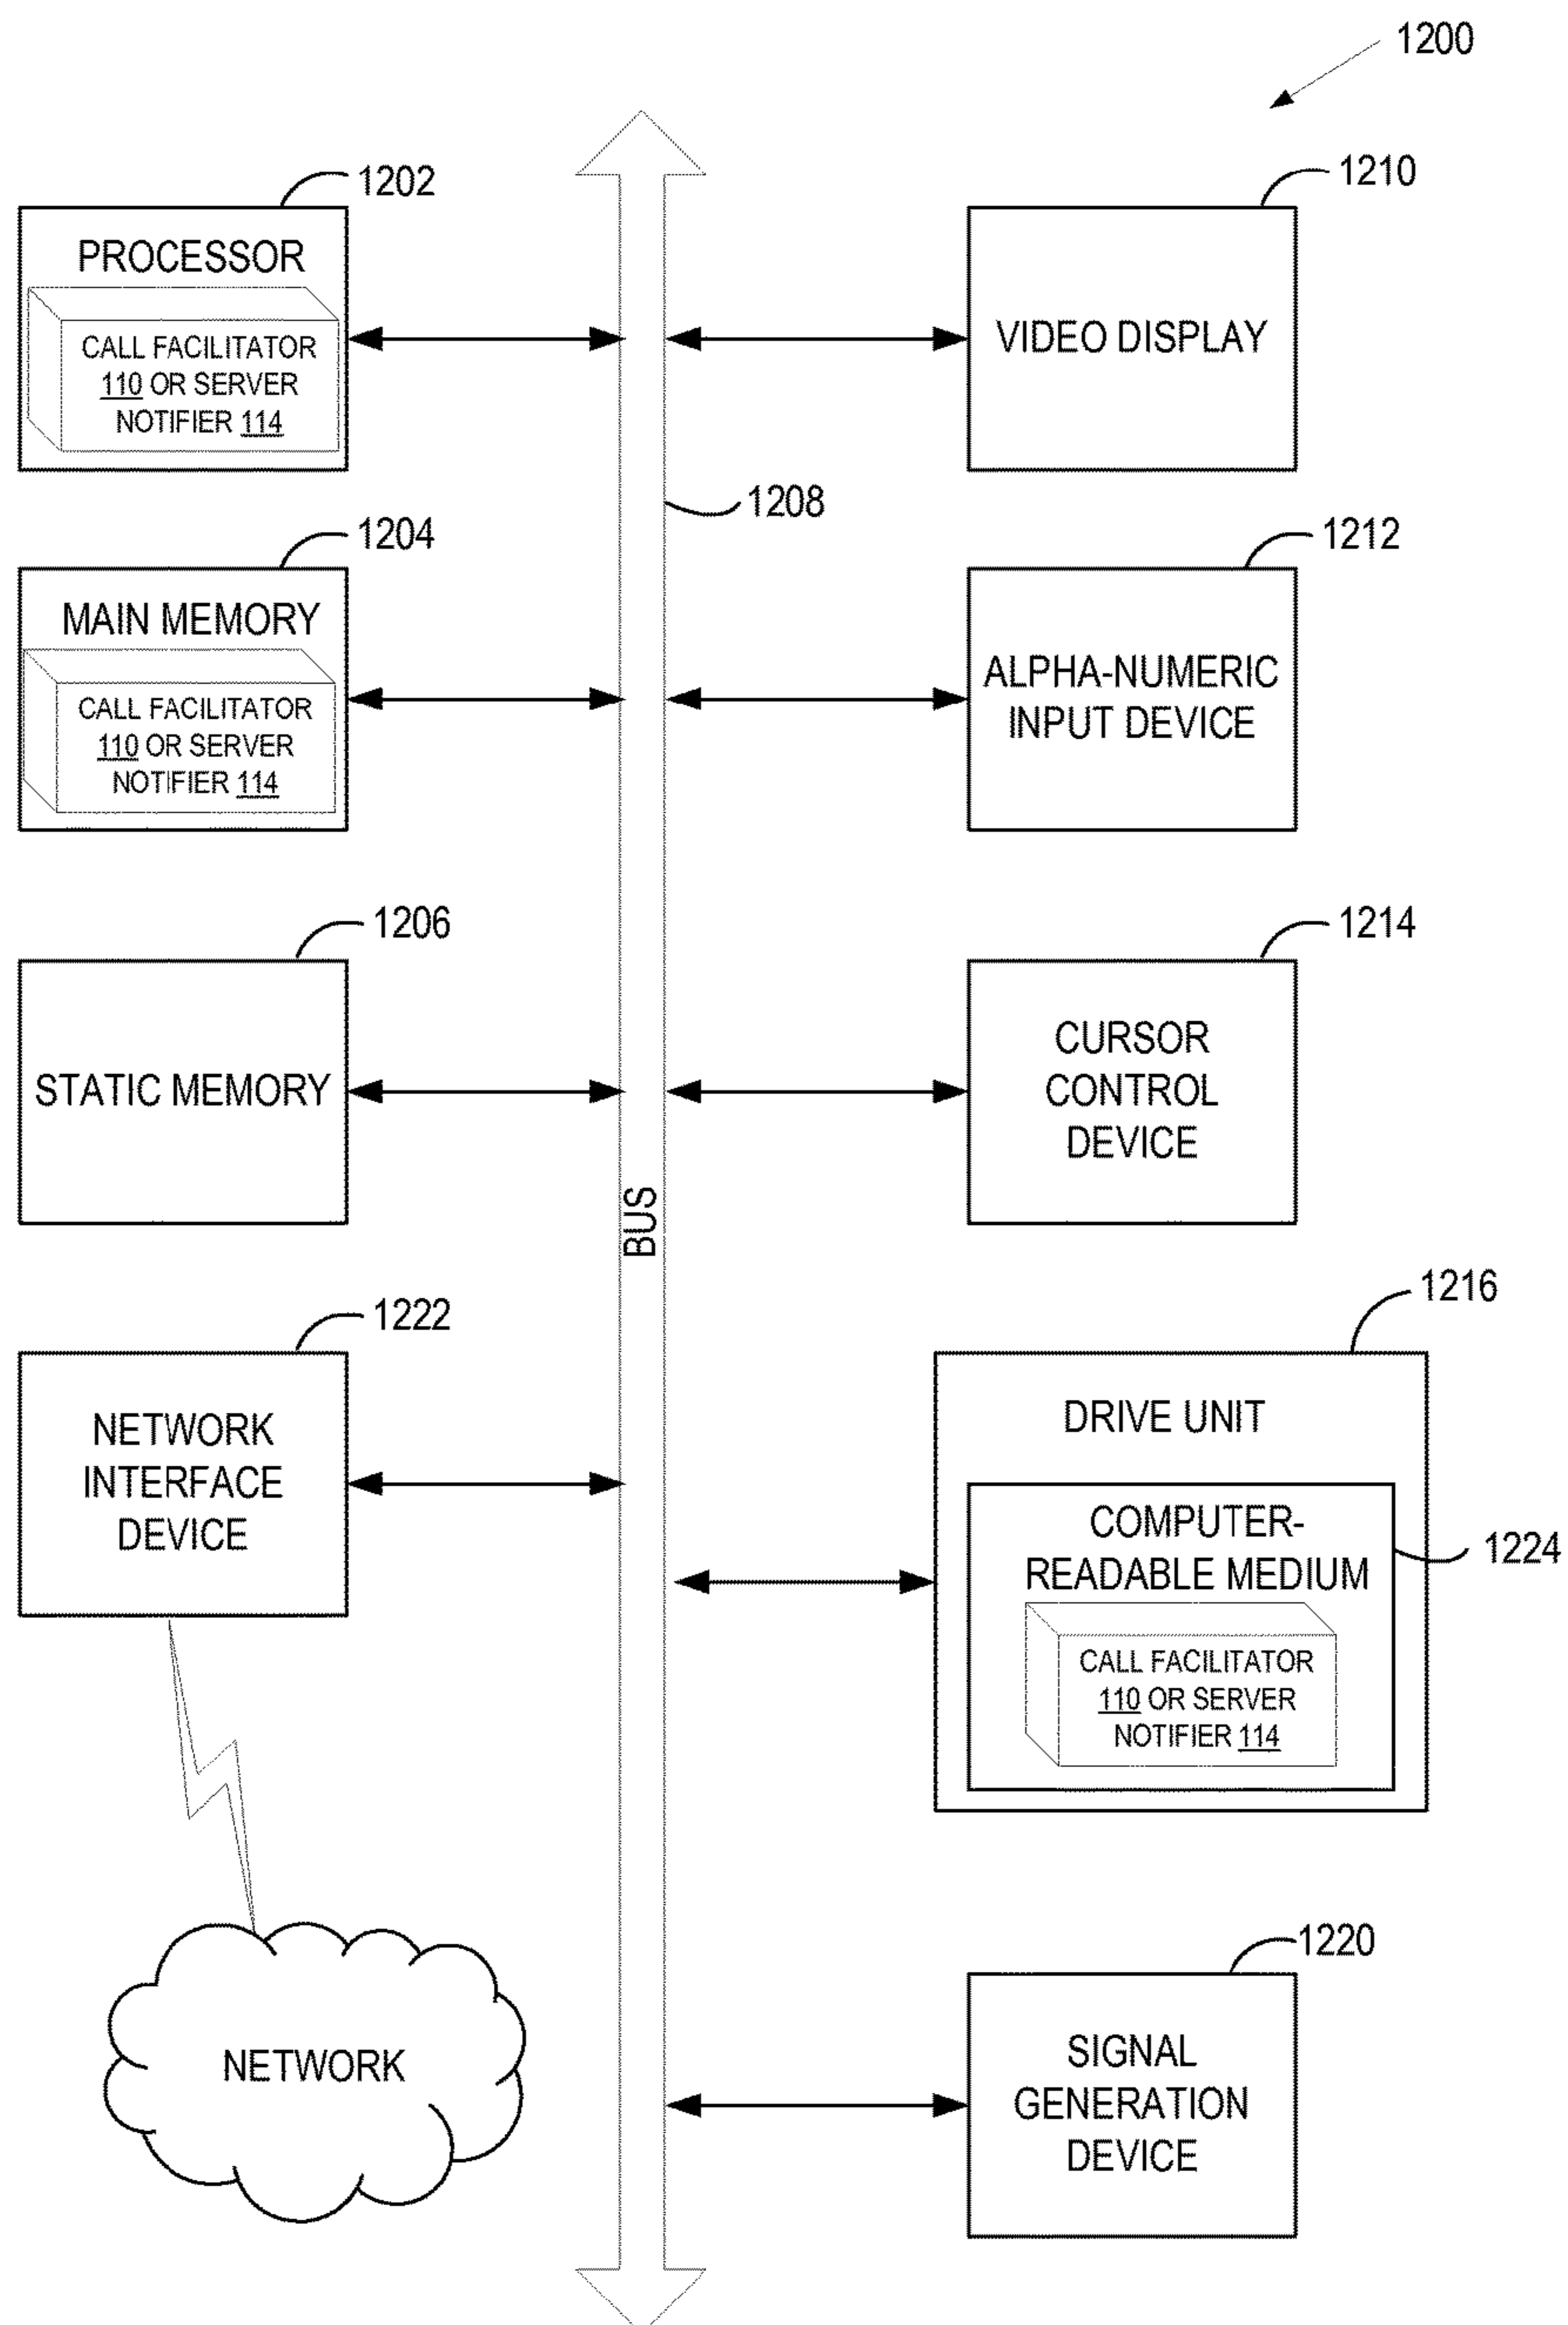 1200
1202
PROCESSOR
CALL FACILITATOR
110 OR SERVER
NOTIFIER 114
1210
VIDEO DISPLAY
1208
1204
MAIN MEMORY
CALL FACILITATOR
110 OR SERVER
NOTIFIER 114
1212
ALPHA-NUMERIC
INPUT DEVICE
1206
STATIC MEMORY
1214
CURSOR
CONTROL
DEVICE
BUS
1222
NETWORK
INTERFACE
DEVICE
1216
DRIVE UNIT
COMPUTER-
READABLE MEDIUM
1224
CALL FACILITATOR
110 OR SERVER
NOTIFIER 114
NETWORK
1220
SIGNAL
GENERATION
DEVICE